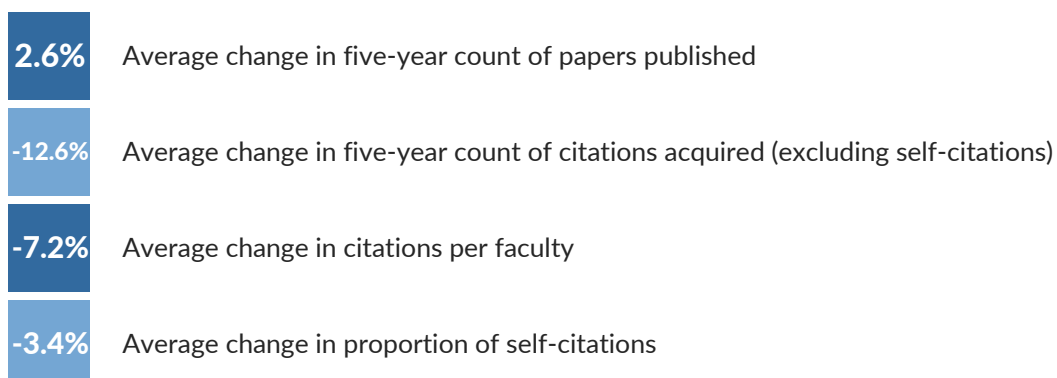 2.6% Average change in five-year count of papers published
-12.6% Average change in five-year count of citations acquired (excluding self-citations)
-7.2% Average change in citations per faculty
-3.4% Average change in proportion of self-citations